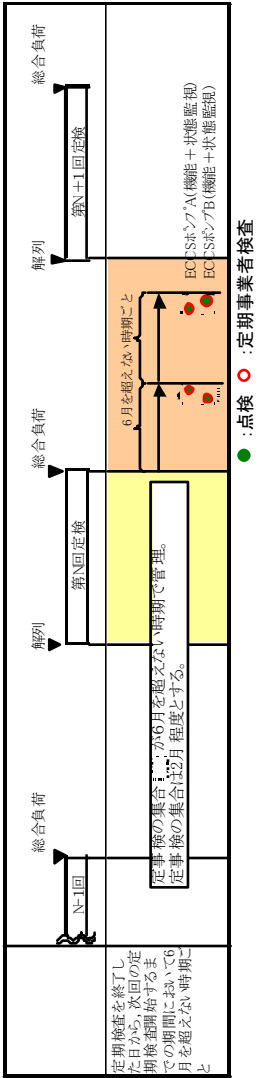 総合負荷
解列
総合負荷
解列
総合負荷
N-1回
第N回定検
第N+1回定検
定期検査を終了し
た日から，次回の定
期検査開始するま
での期間において6
月を超えない時期ご
と
定事検の集合 が6月を超えない時期で管理。
定事検の集合は2月程度とする。
6月を超えない時期ごと
ECCSポンプA(機能＋状態監視)
ECCSポンプB(機能＋状態監視)
：点検 ：定期事業者検査